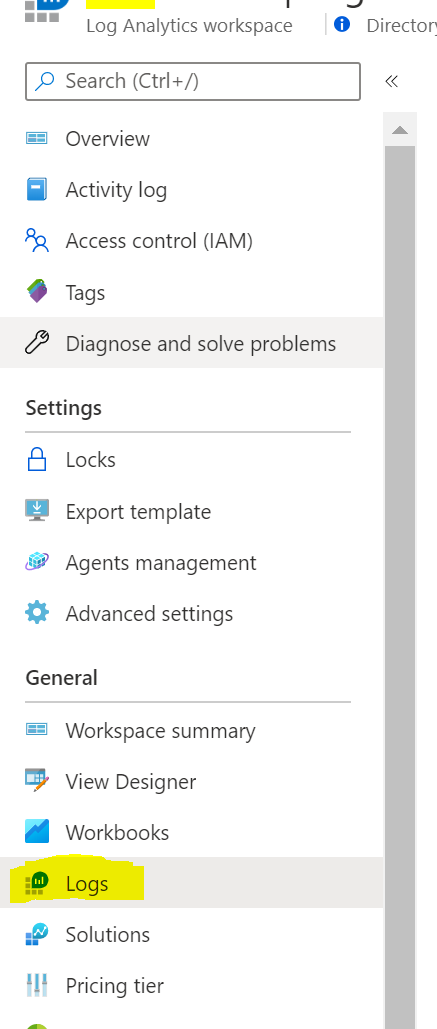 Log Analytics workspace
Directory
Search (Ctrl+/)
«
Overview
Activity log
Access control (IAM)
Tags
Diagnose and solve problems
Settings
Locks
Export template
Agents management
Advanced settings
General
Workspace summary
View Designer
Workbooks
Logs
Solutions
Pricing tier